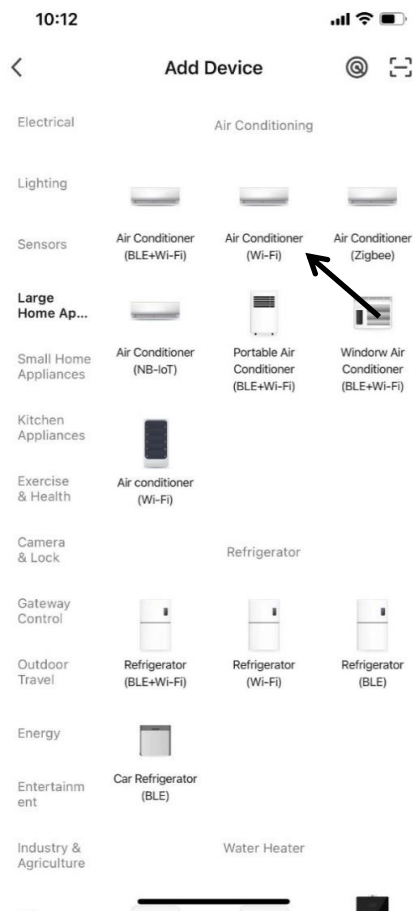 10:12
Add Device
Electrical
Lighting
Sensors
Large
Home Ap...
Small Home
Appliances
Kitchen
Appliances
Exercise
& Health
Camera
& Lock
Gateway
Control
Outdoor
Travel
Energy
Entertainm
ent
Industry &
Agriculture
Air Conditioning
Air Conditioner
(BLE+Wi-Fi)
Air Conditioner
(Wi-Fi)
Air Conditioner
(Zigbee)
Air Conditioner
(NB-IoT)
Portable Air
Conditioner
(BLE+Wi-Fi)
Windorw Air
Conditioner
(BLE+Wi-Fi)
Air conditioner
(Wi-Fi)
Refrigerator
Refrigerator
(BLE+Wi-Fi)
Refrigerator
(Wi-Fi)
Refrigerator
(BLE)
Car Refrigerator
(BLE)
Water Heater